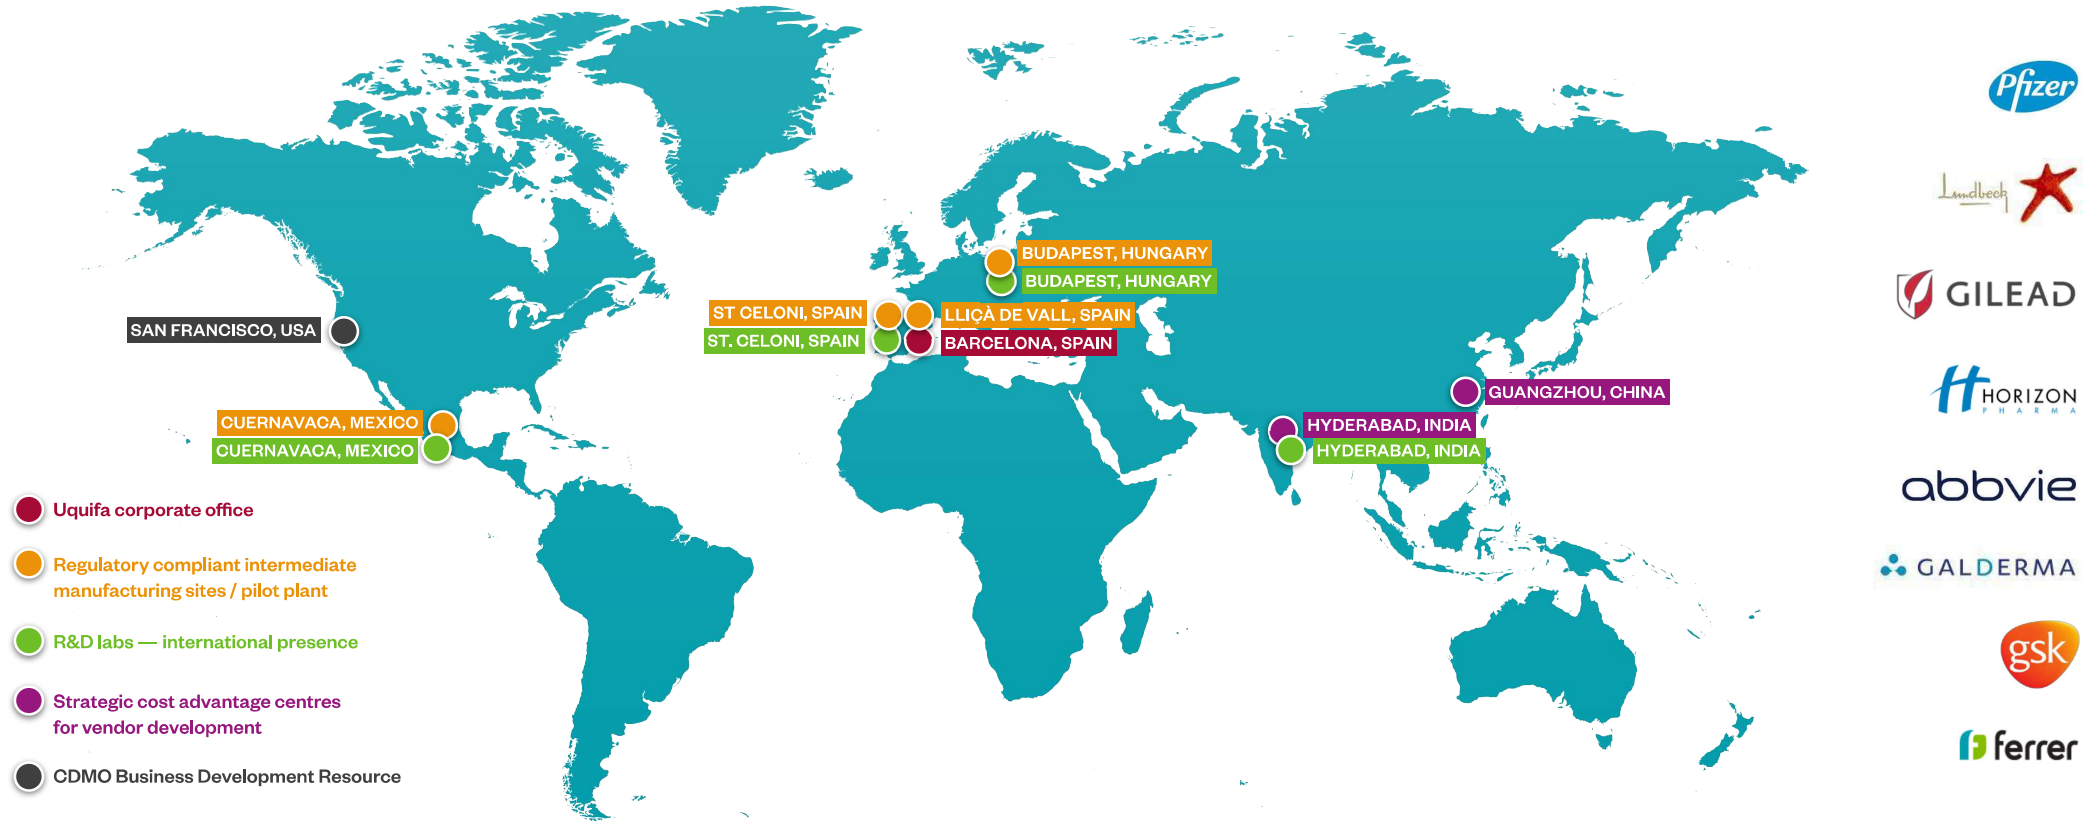 Pfizer
Lundbeck
BUDAPEST, HUNGARY
BUDAPEST, HUNGARY
GILEAD
ST CELONI, SPAIN
LLIÇÀ DE VALL, SPAIN
SAN FRANCISCO, USA
ST. CELONI, SPAIN
BARCELONA, SPAIN
GUANGZHOU, CHINA
HORIZON
PHARMA
CUERNAVACA, MEXICO
HYDERABAD, INDIA
CUERNAVACA, MEXICO
HYDERABAD, INDIA
abbvie
Uquifa corporate office
Regulatory compliant intermediate
manufacturing sites / pilot plant
GALDERMA
R&D labs — international presence
gsk
Strategic cost advantage centres
for vendor development
ferrer
CDMO Business Development Resource